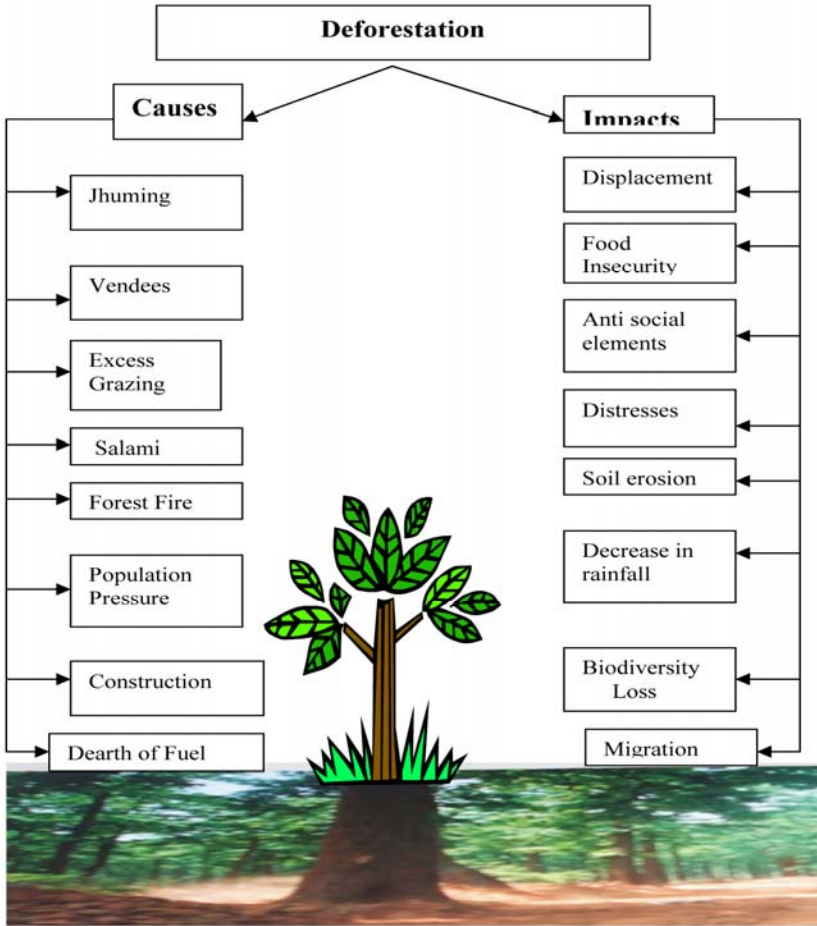 Deforestation
Causes
Jhuming
Vendees
Excess
Grazing
Salami
Forest Fire
Population
Pressure
Construction
Dearth of Fuel
Impacts
Displacement
Food
Insecurity
Anti social
elements
Distresses
Soil erosion
Decrease in
rainfall
Biodiversity
Loss
Migration